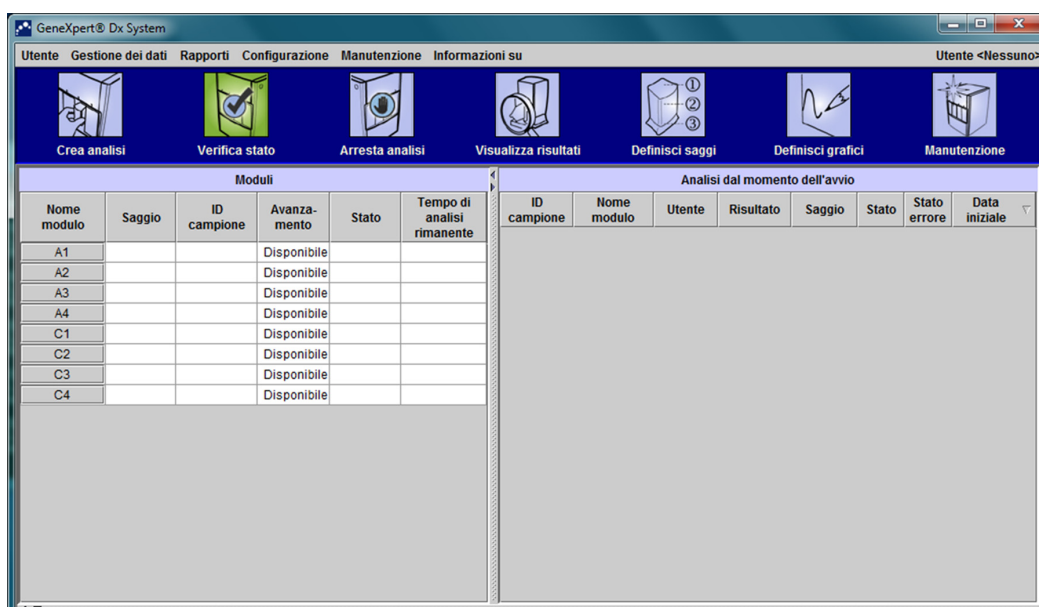 GeneXpert® Dx System
Utente Gestione dei dati Rapporti Configurazione Manutenzione Informazioni su Utente <Nessuno>
Crea analisi Verifica stato Arresta analisi Visualizza risultati Definisci saggi Definisci grafici Manutenzione
1
2
3
Moduli
Nome modulo Saggio ID campione Avanza-mento Stato Tempo di analisi rimanente
A1 Disponibile
A2 Disponibile
A3 Disponibile
A4 Disponibile
C1 Disponibile
C2 Disponibile
C3 Disponibile
C4 Disponibile
Analisi dal momento dell'avvio
ID campione Nome modulo Utente Risultato Saggio Stato Stato errore Data iniziale